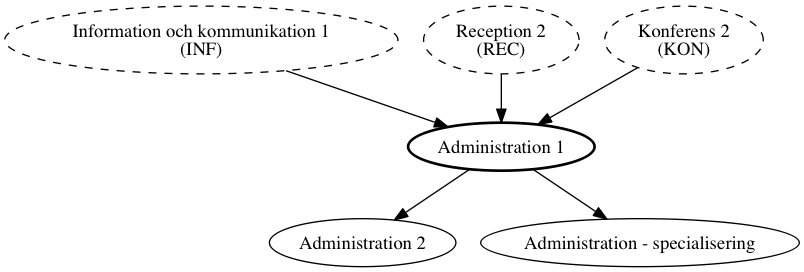 Information och kommunikation 1
(INF)
Reception 2
(REC)
Konferens 2
(KON)
Administration 1
Administration 2
Administration - specialisering